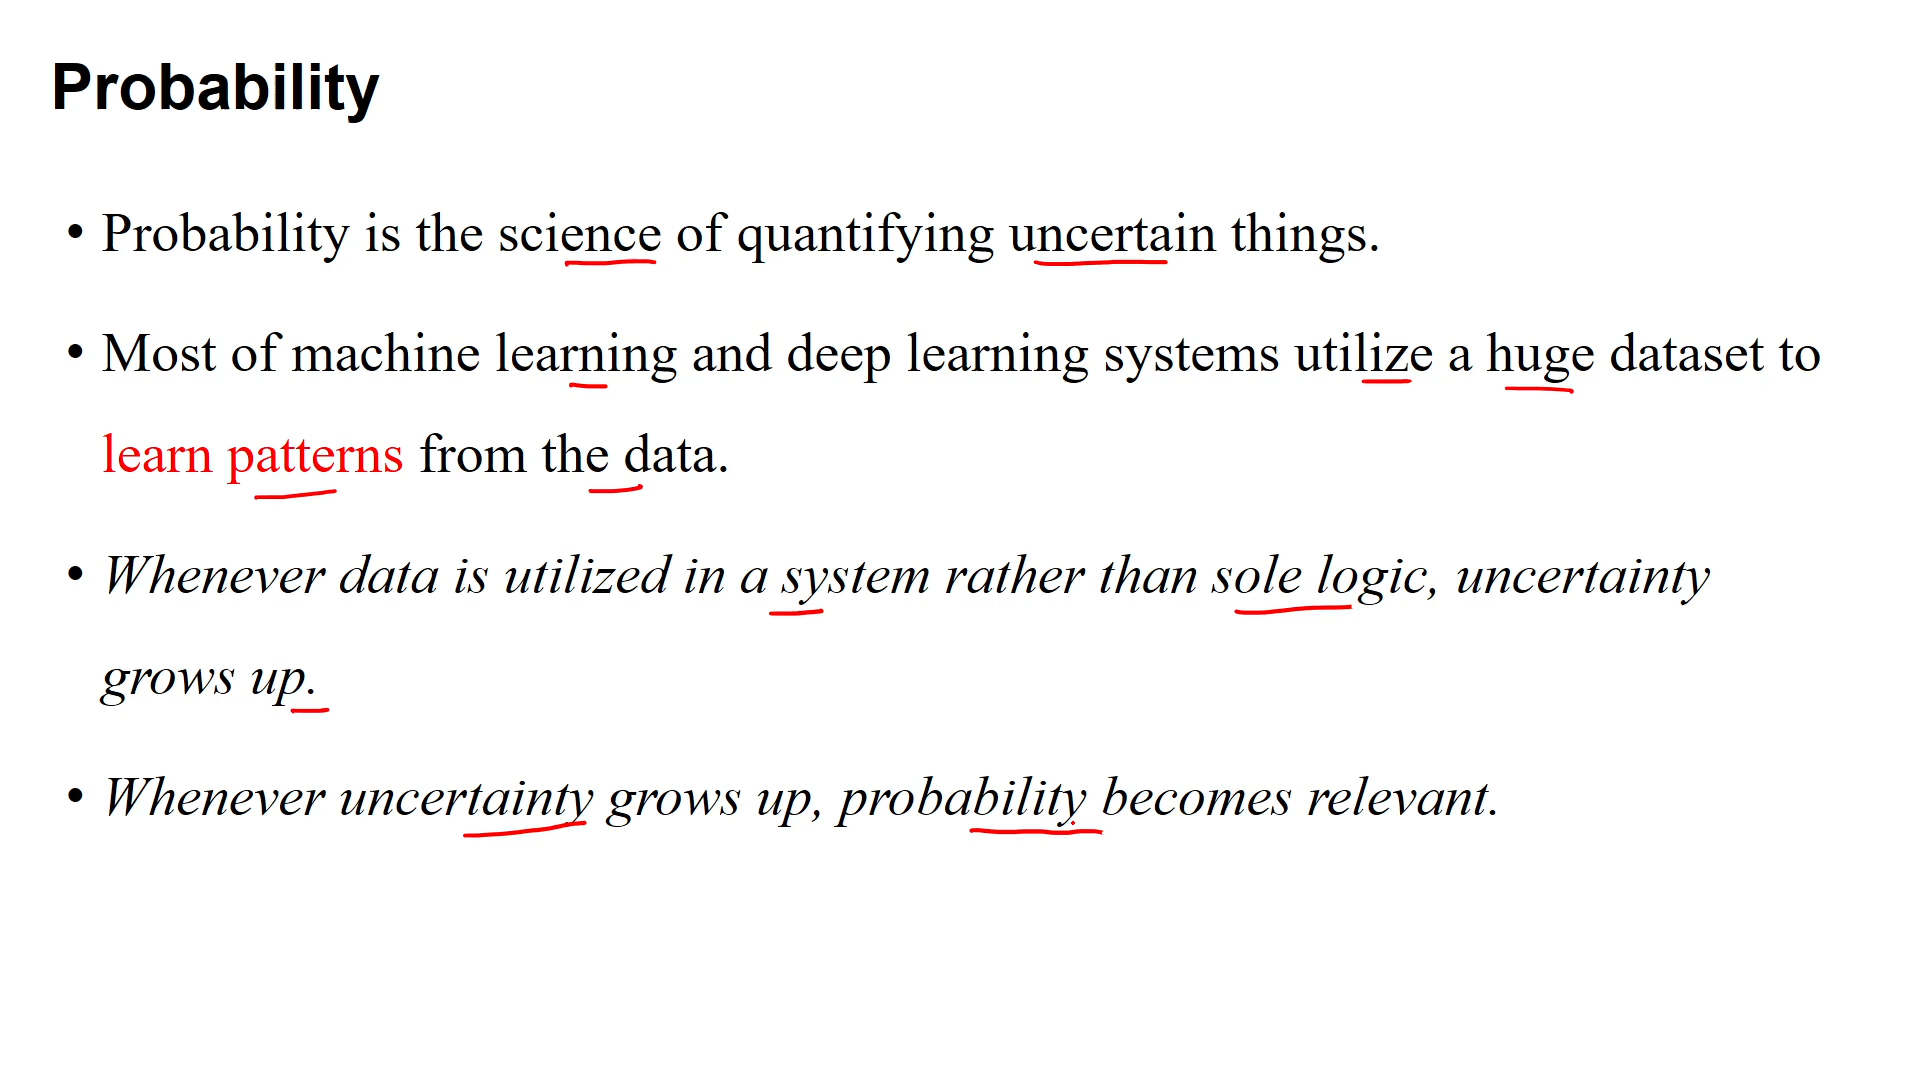 Probability
• Probability is the science of quantifying uncertain things.
• Most of machine learning and deep learning systems utilize a huge dataset to
learn patterns from the data.
• Whenever data is utilized in a system rather than sole logic, uncertainty
grows up.
• Whenever uncertainty grows up, probability becomes relevant.